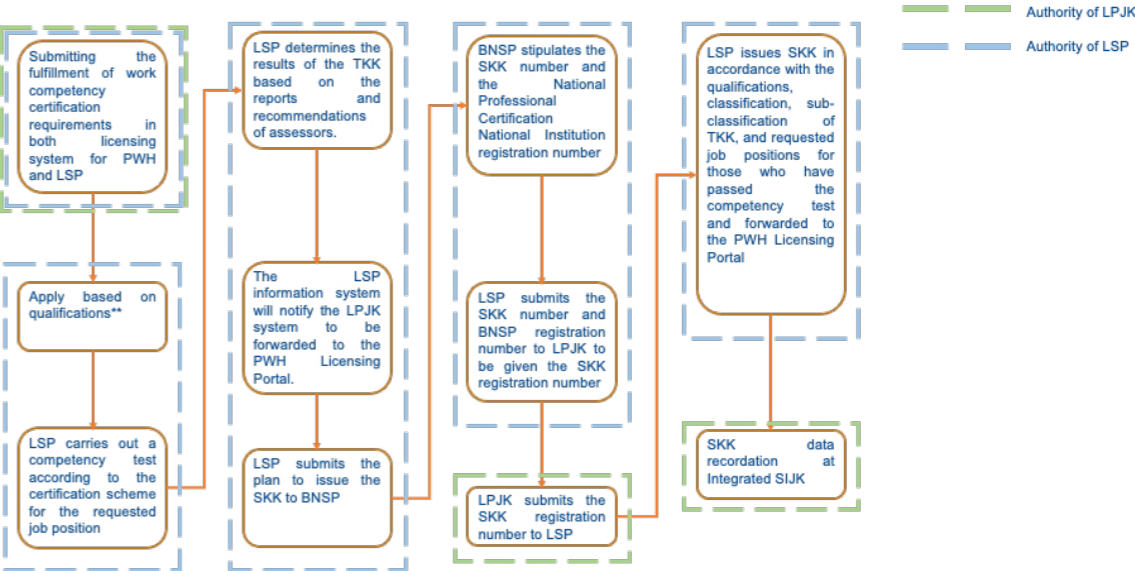 Submitting the
fulfillment of work
competency
certification
requirements in
both licensing
system for PWH
and LSP
Apply based on
qualifications**
LSP carries out a
competency test
according to the
certification scheme
for the requested
job position
LSP determines the
results of the TKK
based on the
reports and
recommendations
of assessors.
The LSP
information system
will notify the LPJK
system to be
forwarded to the
PWH Licensing
Portal.
LSP submits the
plan to issue the
SKK to BNSP
BNSP stipulates the
SKK number and
the National
Professional
Certification
National Institution
registration number
LSP submits the
SKK number and
BNSP registration
number to LPJK to
be given the SKK
registration number
LPJK submits the
SKK registration
number to LSP
LSP issues SKK in
accordance with the
qualifications,
classification, sub-
classification of
TKK, and requested
job positions for
those who have
passed the
competency test
and forwarded to
the PWH Licensing
Portal
SKK data
recordation at
Integrated SIJK
Authority of LPJK
Authority of LSP